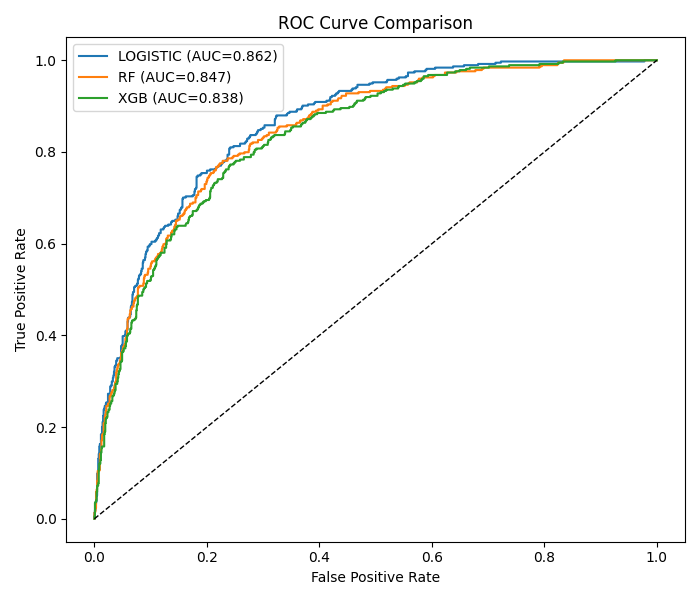 ROC Curve Comparison
LOGISTIC (AUC=0.862)
RF (AUC=0.847)
XGB (AUC=0.838)
True Positive Rate
1.0
0.8
0.6
0.4
0.2
0.0
0.0 0.2 0.4 0.6 0.8 1.0
False Positive Rate